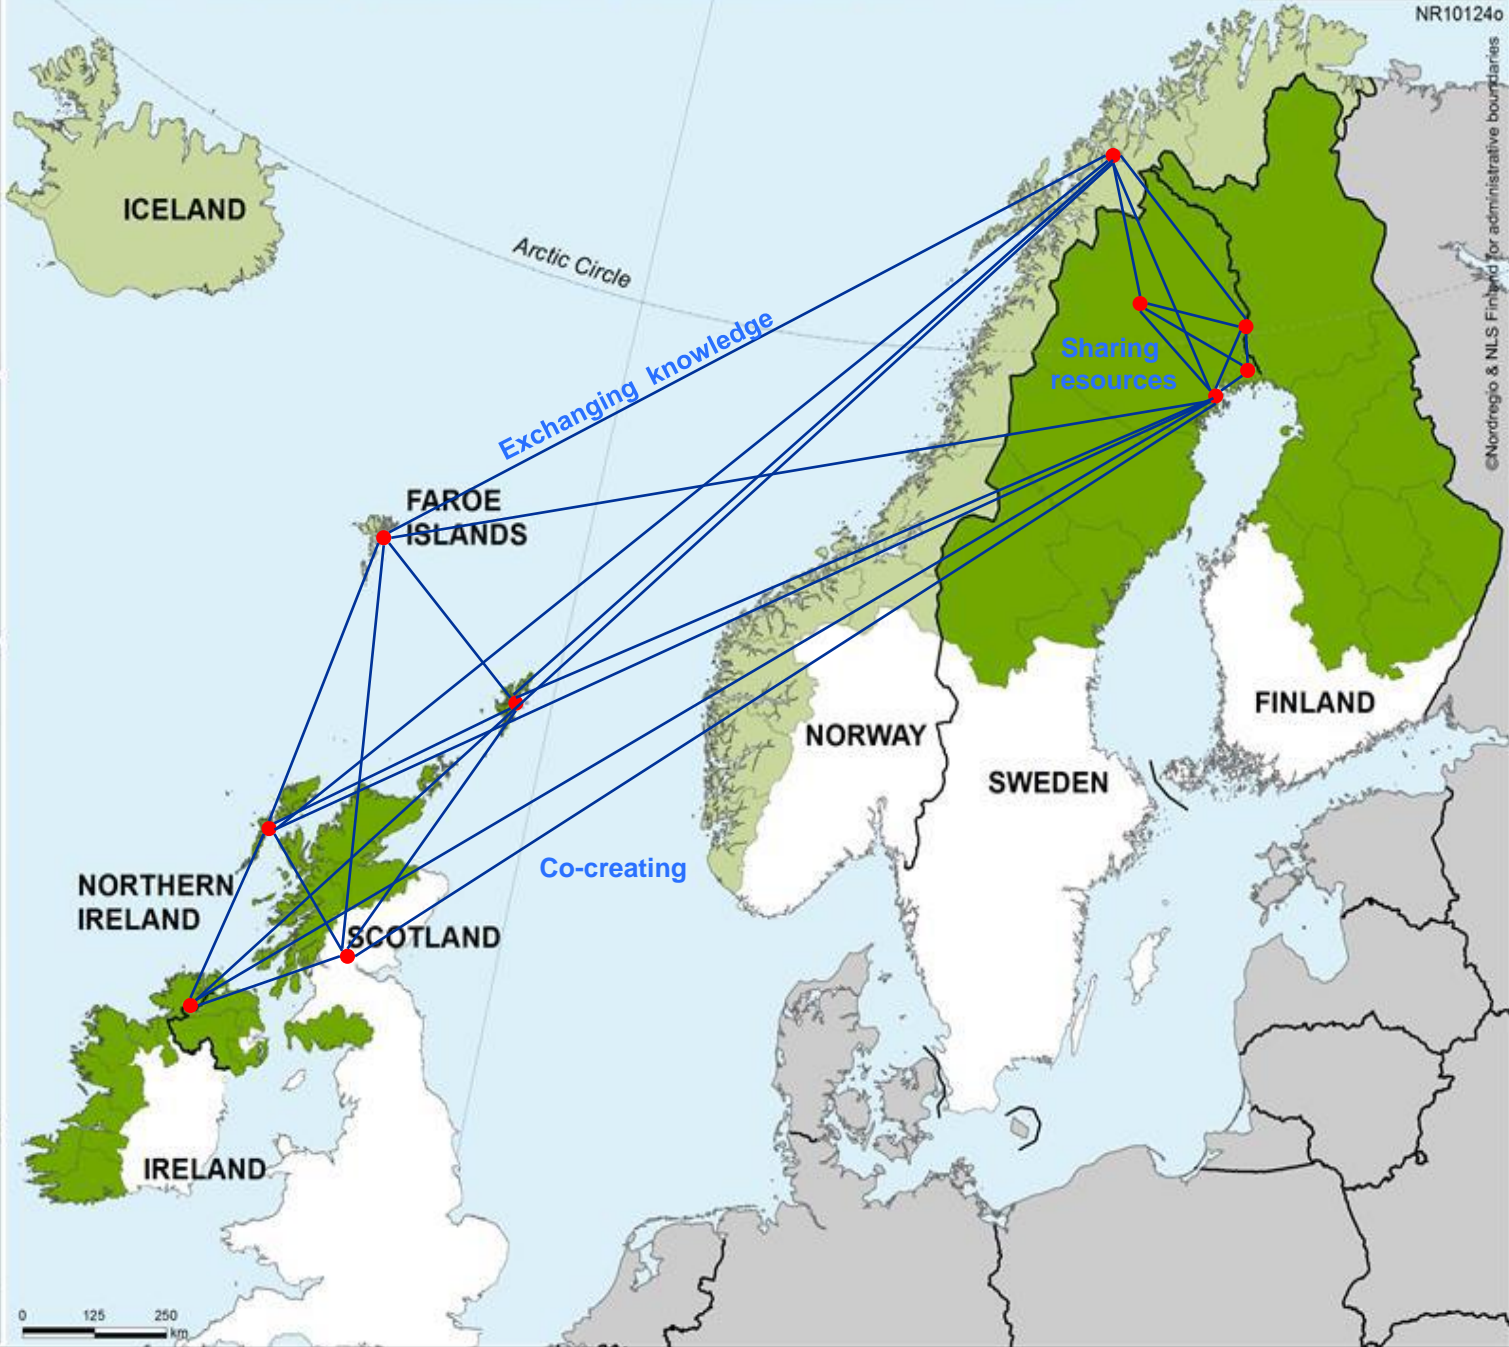 NR10124o
©Nordregio & NLS Finland for administrative boundaries
ICELAND
Arctic Circle
Exchanging knowledge
Sharing
resources
FAROE
ISLANDS
FINLAND
NORWAY
SWEDEN
Co-creating
NORTHERN
IRELAND
SCOTLAND
IRELAND
0 125 250
km